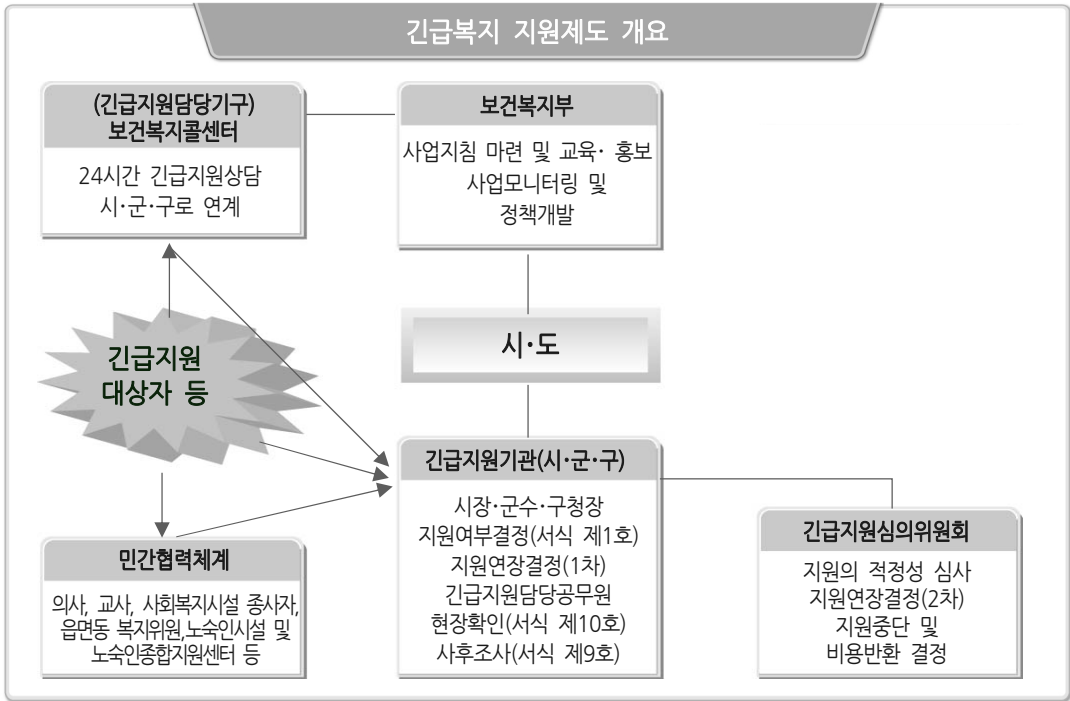 긴급복지 지원제도 개요
(긴급지원담당기구)
보건복지콜센터
24시간 긴급지원상담
시·군·구로 연계
보건복지부
사업지침 마련 및 교육· 홍보
사업모니터링 및
정책개발
긴급지원
대상자 등
시·도
민간협력체계
의사, 교사, 사회복지시설 종사자,
읍면동 복지위원,노숙인시설 및
노숙인종합지원센터 등
긴급지원기관(시·군·구)
시장·군수·구청장
지원여부결정(서식 제1호)
지원연장결정(1차)
긴급지원담당공무원
현장확인(서식 제10호)
사후조사(서식 제9호)
긴급지원심의위원회
지원의 적정성 심사
지원연장결정(2차)
지원중단 및
비용반환 결정